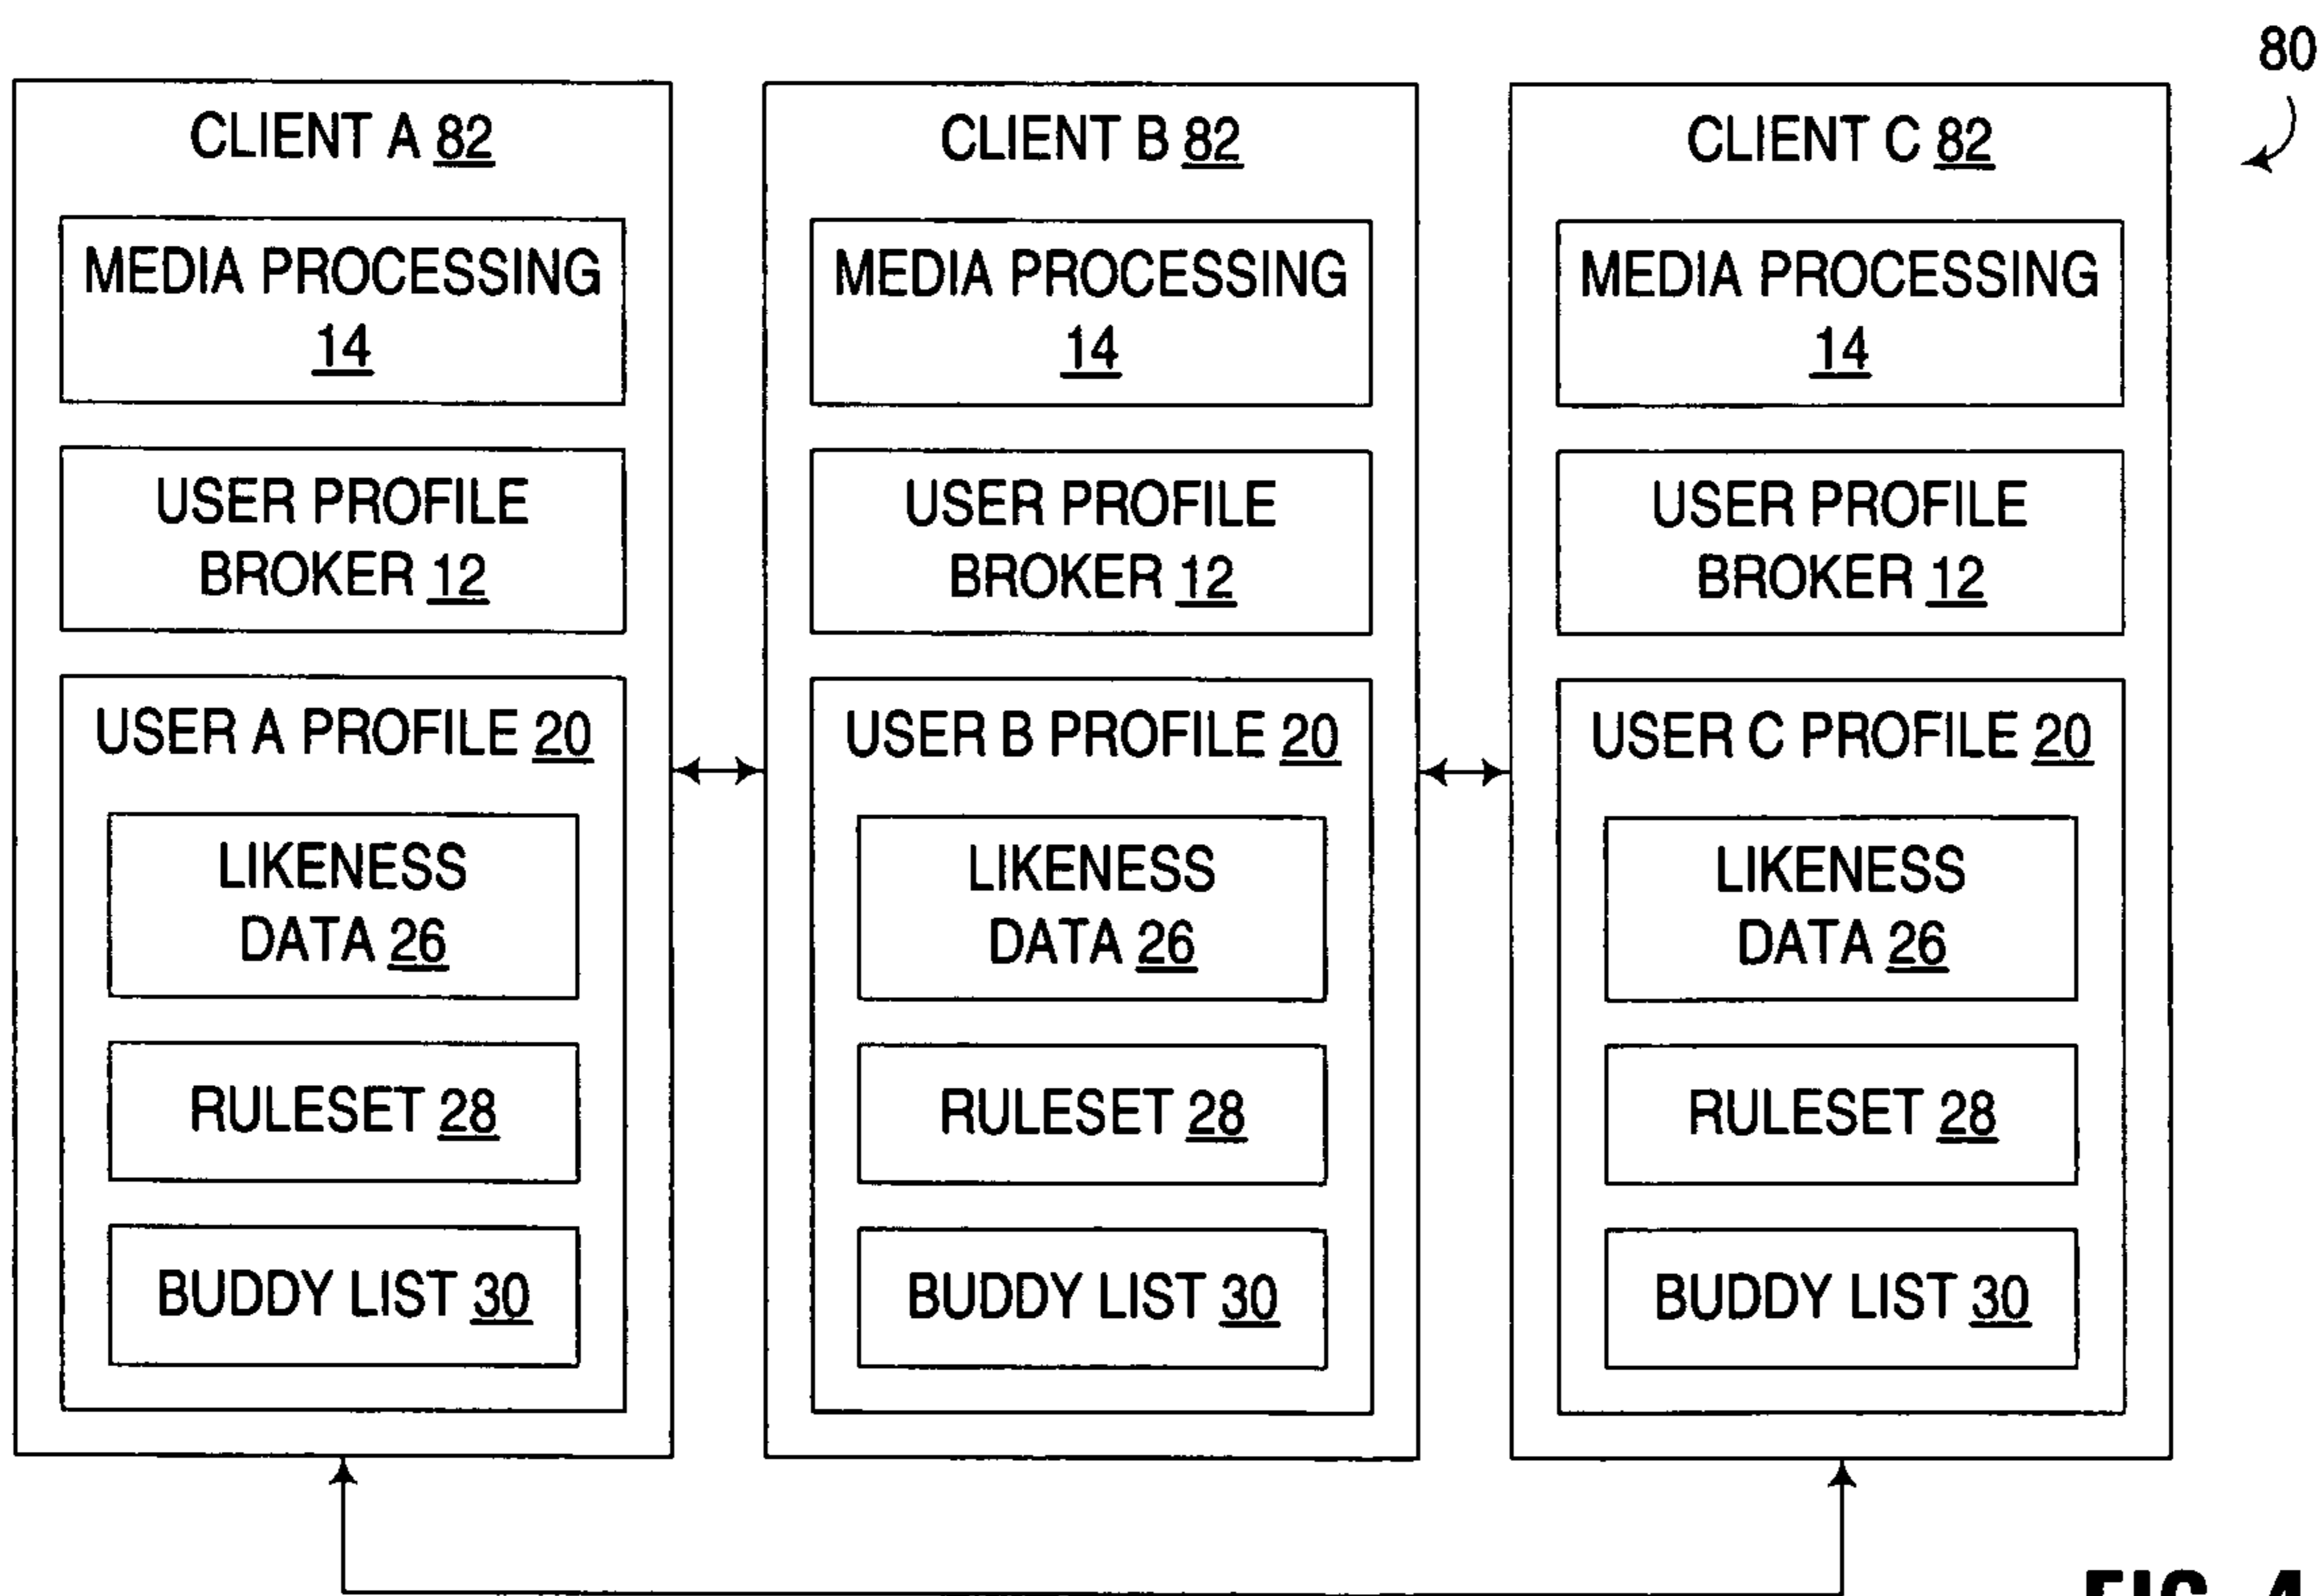 80
CLIENT A 82
MEDIA PROCESSING
14
USER PROFILE
BROKER 12
USER A PROFILE 20
LIKENESS
DATA 26
RULESET 28
BUDDY LIST 30
CLIENT B 82
MEDIA PROCESSING
14
USER PROFILE
BROKER 12
USER B PROFILE 20
LIKENESS
DATA 26
RULESET 28
BUDDY LIST 30
CLIENT C 82
MEDIA PROCESSING
14
USER PROFILE
BROKER 12
USER C PROFILE 20
LIKENESS
DATA 26
RULESET 28
BUDDY LIST 30
FIG. 4